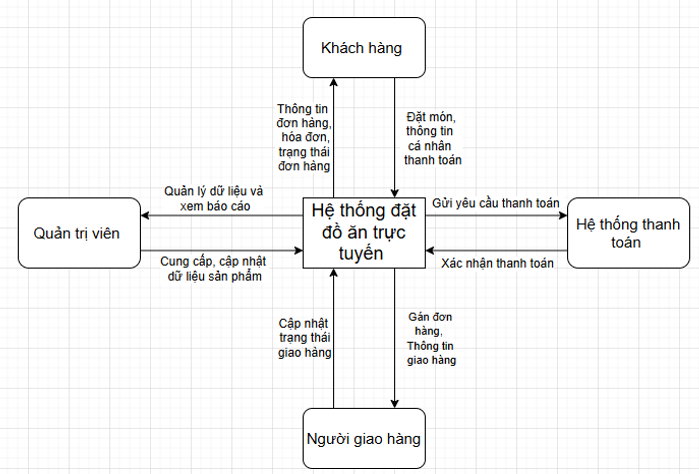 Khách hàng
Thông tin
đơn hàng,
hóa đơn,
trạng thái
đơn hàng
Đặt món,
thông tin
cá nhân
thanh toán
Quản lý dữ liệu và
xem báo cáo
Gửi yêu cầu thanh toán
Quản trị viên
Hệ thống đặt
đồ ăn trực
tuyến
Hệ thống thanh
toán
Cung cấp, cập nhật
dữ liệu sản phẩm
Xác nhận thanh toán
Cập nhật
trạng thái
giao hàng
Gán đơn
hàng,
Thông tin
giao hàng
Người giao hàng